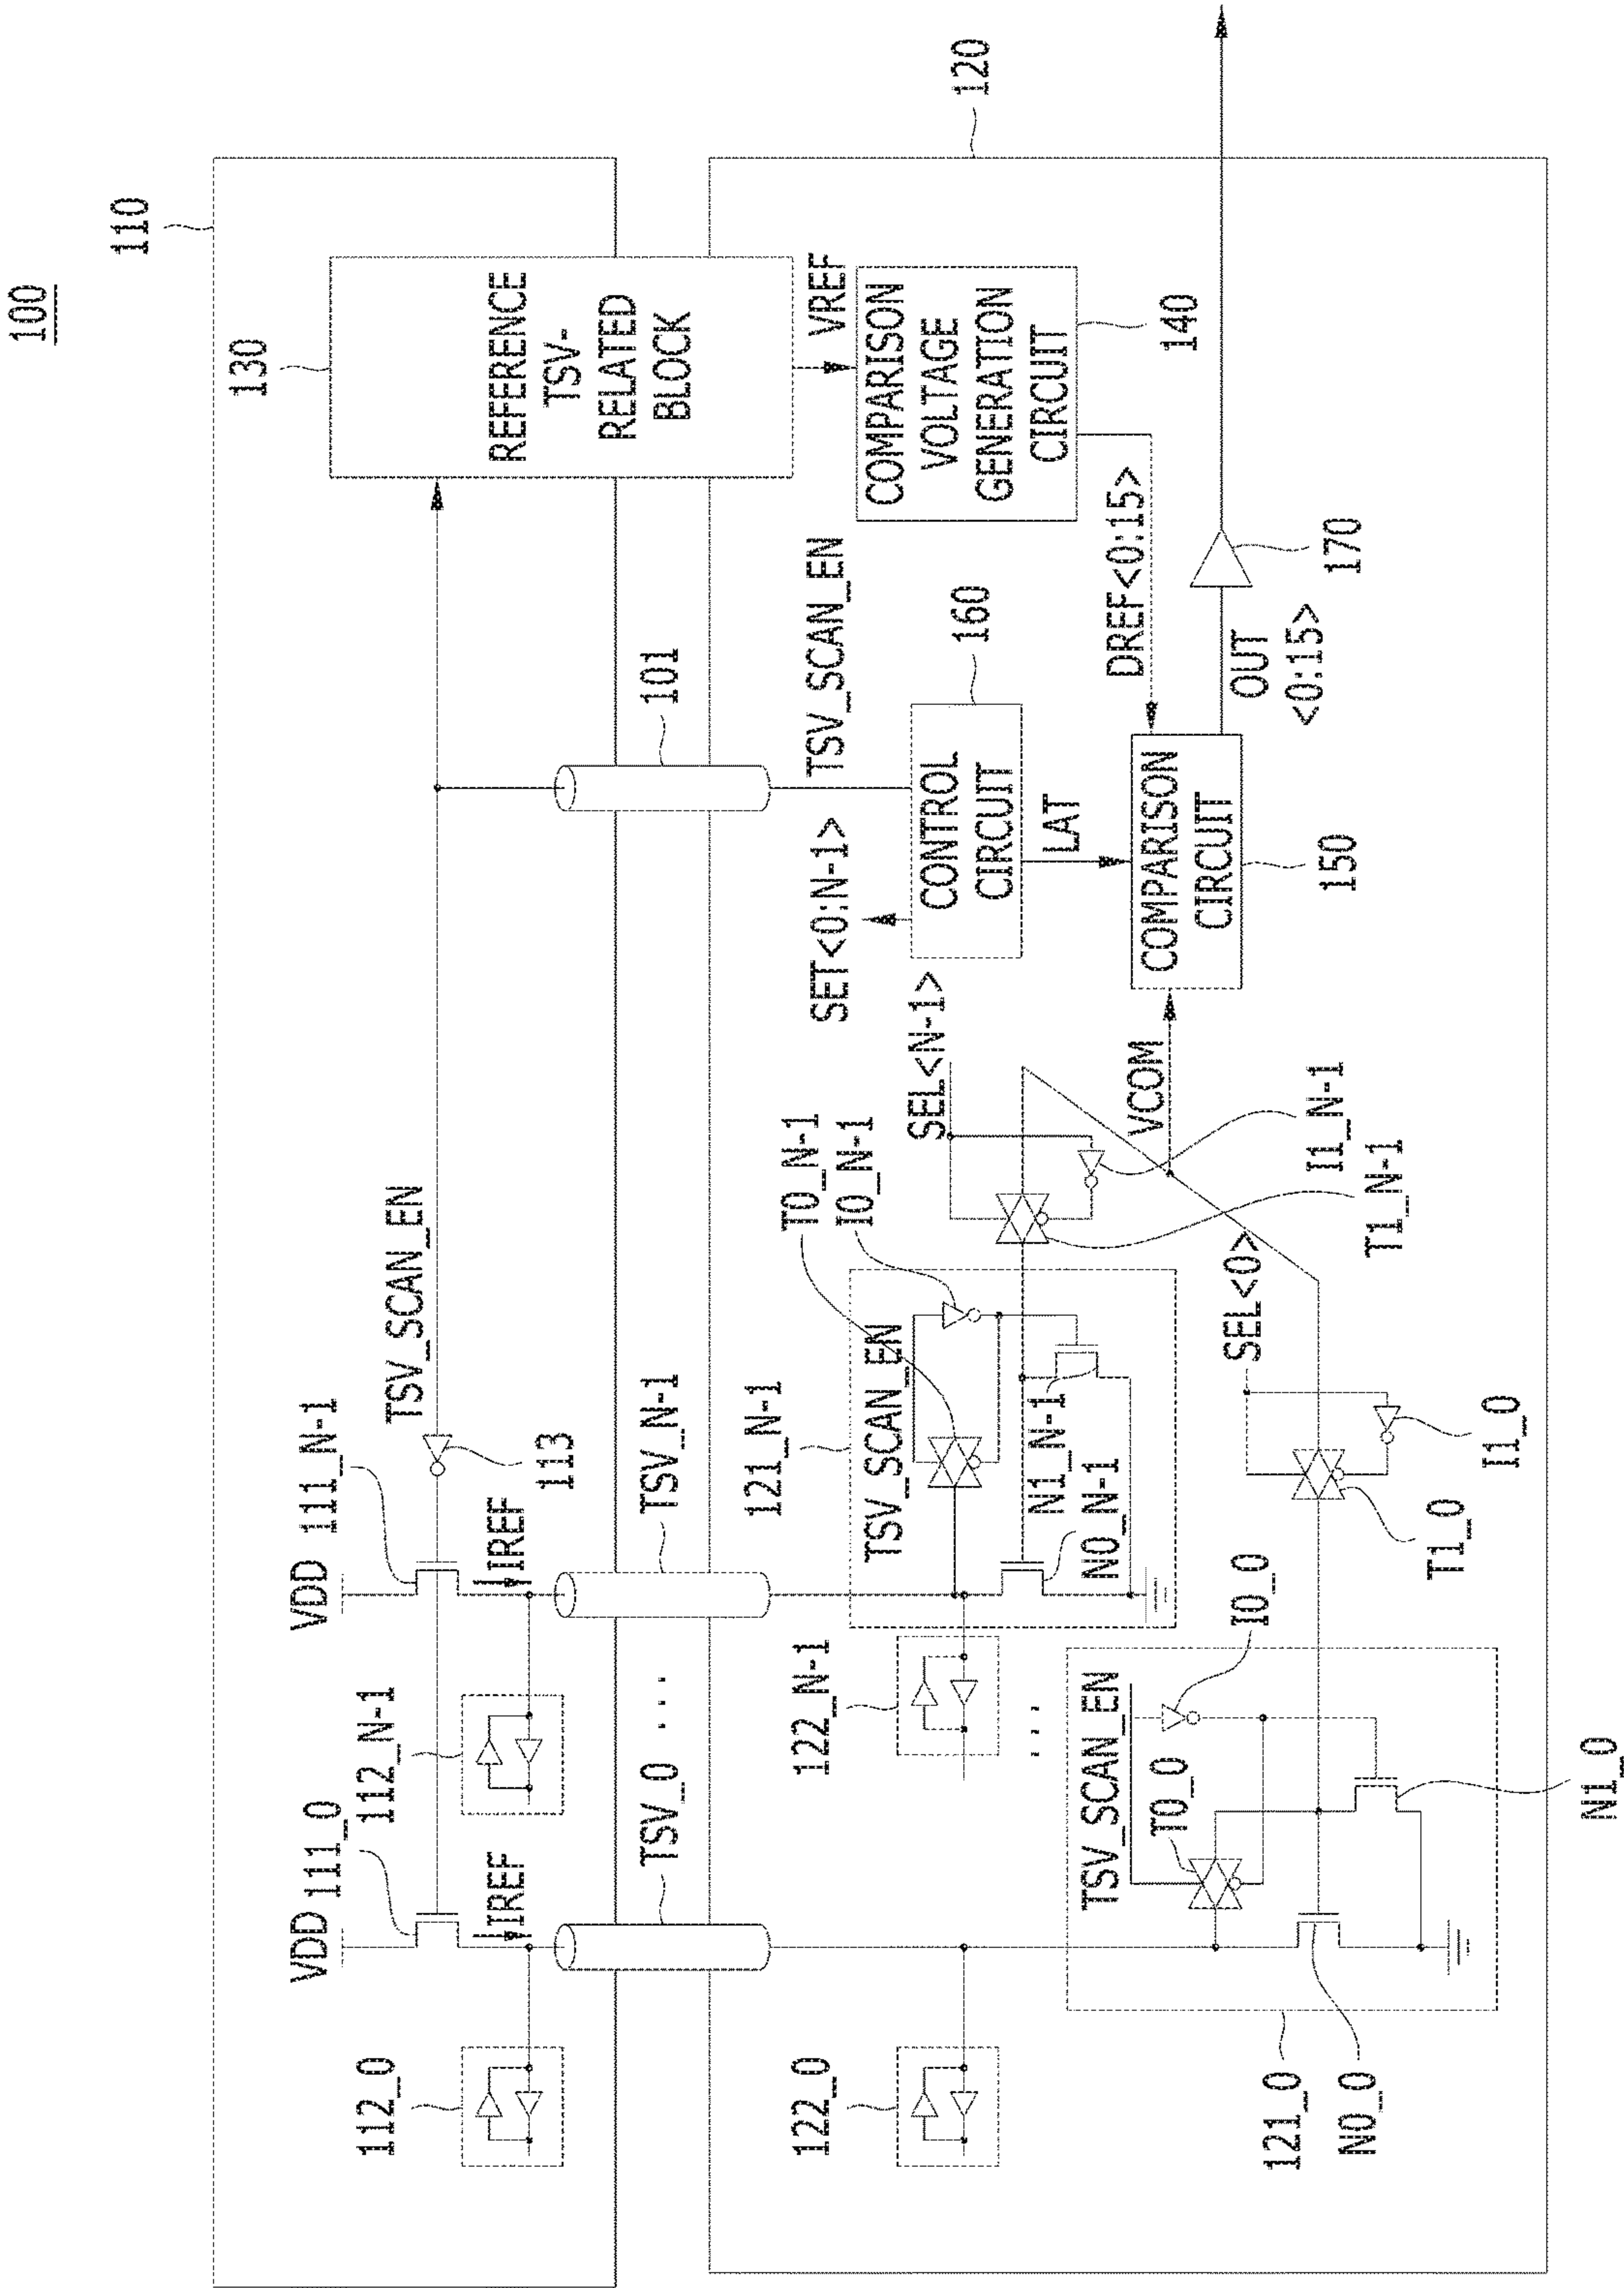 100
110
130
REFERENCE
TSV-
RELATED
BLOCK
TSV_SCAN_EN
VDD
111_0
VDD
111_N-1
113
IREF
IREF
112_0
112_N-1
TSV_0
...
TSV_N-1
101
120
VREF
COMPARISON
VOLTAGE
GENERATION
CIRCUIT
140
TSV_SCAN_EN
SET<0:N-1>
CONTROL
CIRCUIT
160
LAT
DREF<0:15>
COMPARISON
CIRCUIT
150
OUT
<0:15>
170
VCOM
SEL<N-1>
I1_N-1
T1_N-1
T0_N-1
I0_N-1
121_N-1
TSV_SCAN_EN
N1_N-1
N0_N-1
122_N-1
...
122_0
SEL<0>
I1_0
T1_0
TSV_SCAN_EN
I0_0
T0_0
N1_0
121_0
N0_0